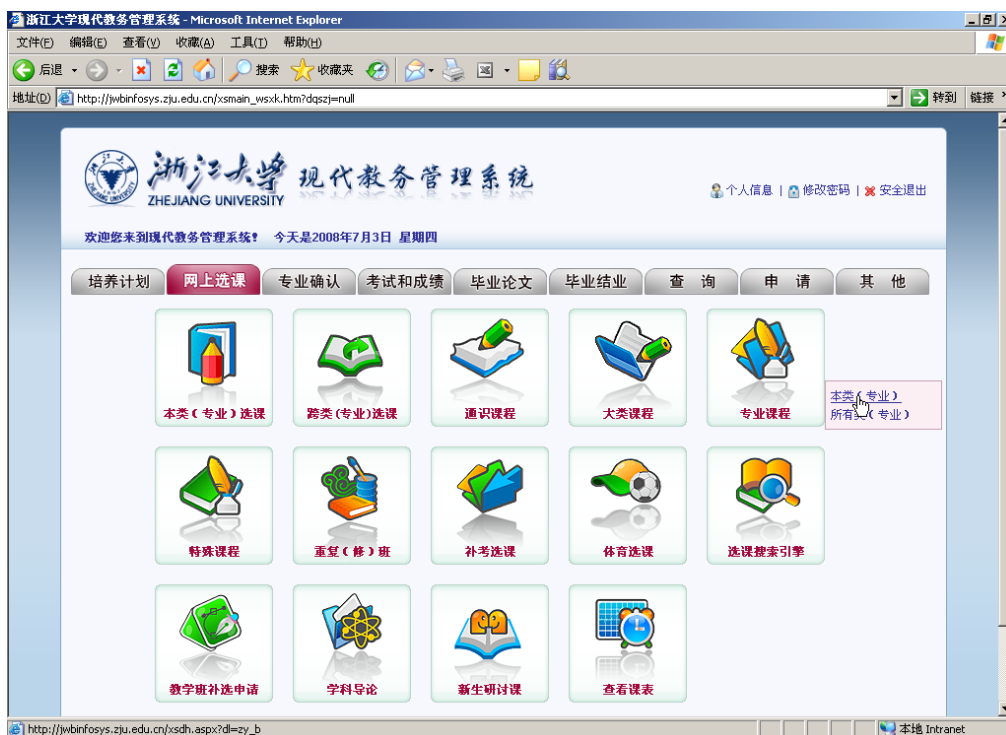 浙江大学现代教务管理系统 - Microsoft Internet Explorer
文件(F) 编辑(E) 查看(V) 收藏(A) 工具(T) 帮助(H)
后退 搜索 收藏夹
地址(D) http://jwbinfosys.zju.edu.cn/xsmain_wsxk.htm?dqszj=null 转到 链接 »
浙江大学 现代教务管理系统
ZHEJIANG UNIVERSITY
个人信息 | 修改密码 | 安全退出
欢迎您来到现代教务管理系统! 今天是2008年7月3日 星期四
培养计划 网上选课 专业确认 考试和成绩 毕业论文 毕业结业 查 询 申 请 其 他
本类(专业)选课 跨类(专业)选课 通识课程 大类课程 专业课程
本类(专业)
所有类(专业)
特殊课程 重复(修)班 补考选课 体育选课 选课搜索引擎
教学班补选申请 学科导论 新生研讨课 查看课表
http://jwbinfosys.zju.edu.cn/xsdh.aspx?dl=zy_b 本地 Intranet